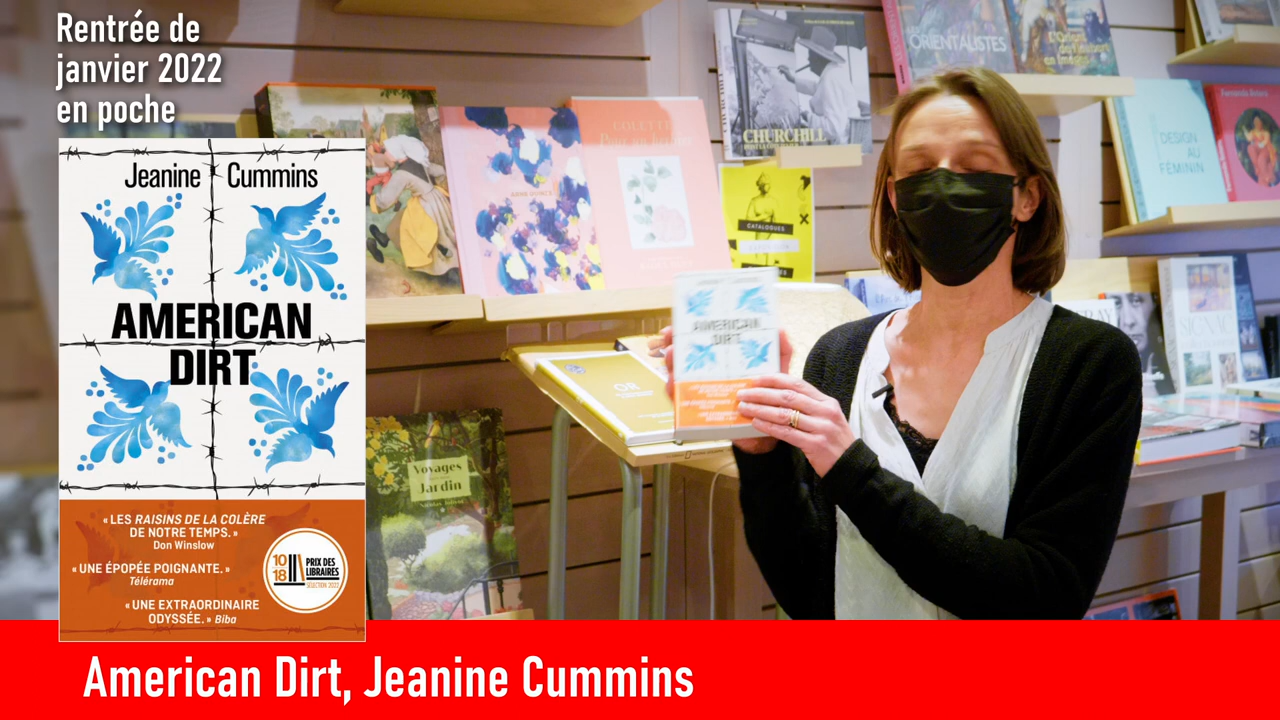 Rentrée de
janvier 2022
en poche
Jeanine Cummins
AMERICAN
DIRT
« LES RAISINS DE LA COLÈRE
DE NOTRE TEMPS. »
Don Winslow
« UNE ÉPOPÉE POIGNANTE. »
Télérama
« UNE EXTRAORDINAIRE
ODYSSÉE. » Biba
10
18
PRIX DES
LIBRAIRES
American Dirt, Jeanine Cummins
COLETTE
CHURCHILL
LES
ORIENTALISTES
CATALOGUES
DESIGN
AU
FÉMININ
OR
AMERICAN
DIRT
Voyages
Jardin
SIGNAC